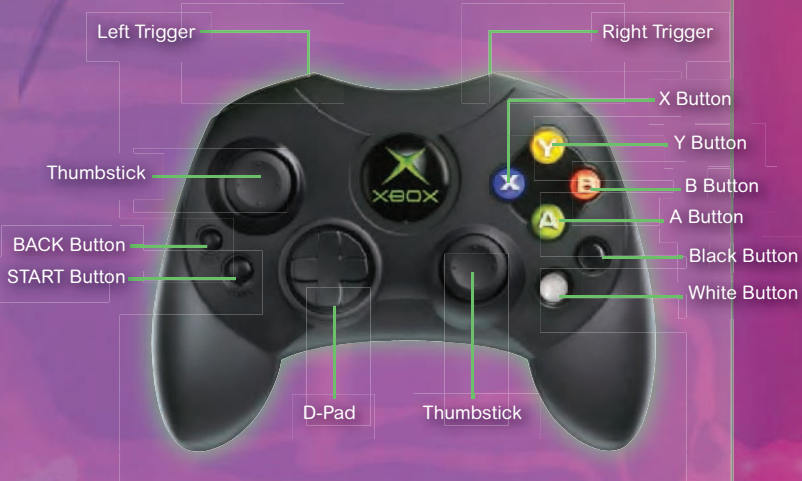 Left Trigger
Right Trigger
X Button
Y Button
Thumbstick
B Button
A Button
BACK Button
Black Button
START Button
White Button
D-Pad
Thumbstick
XBOX
Y
X
B
A